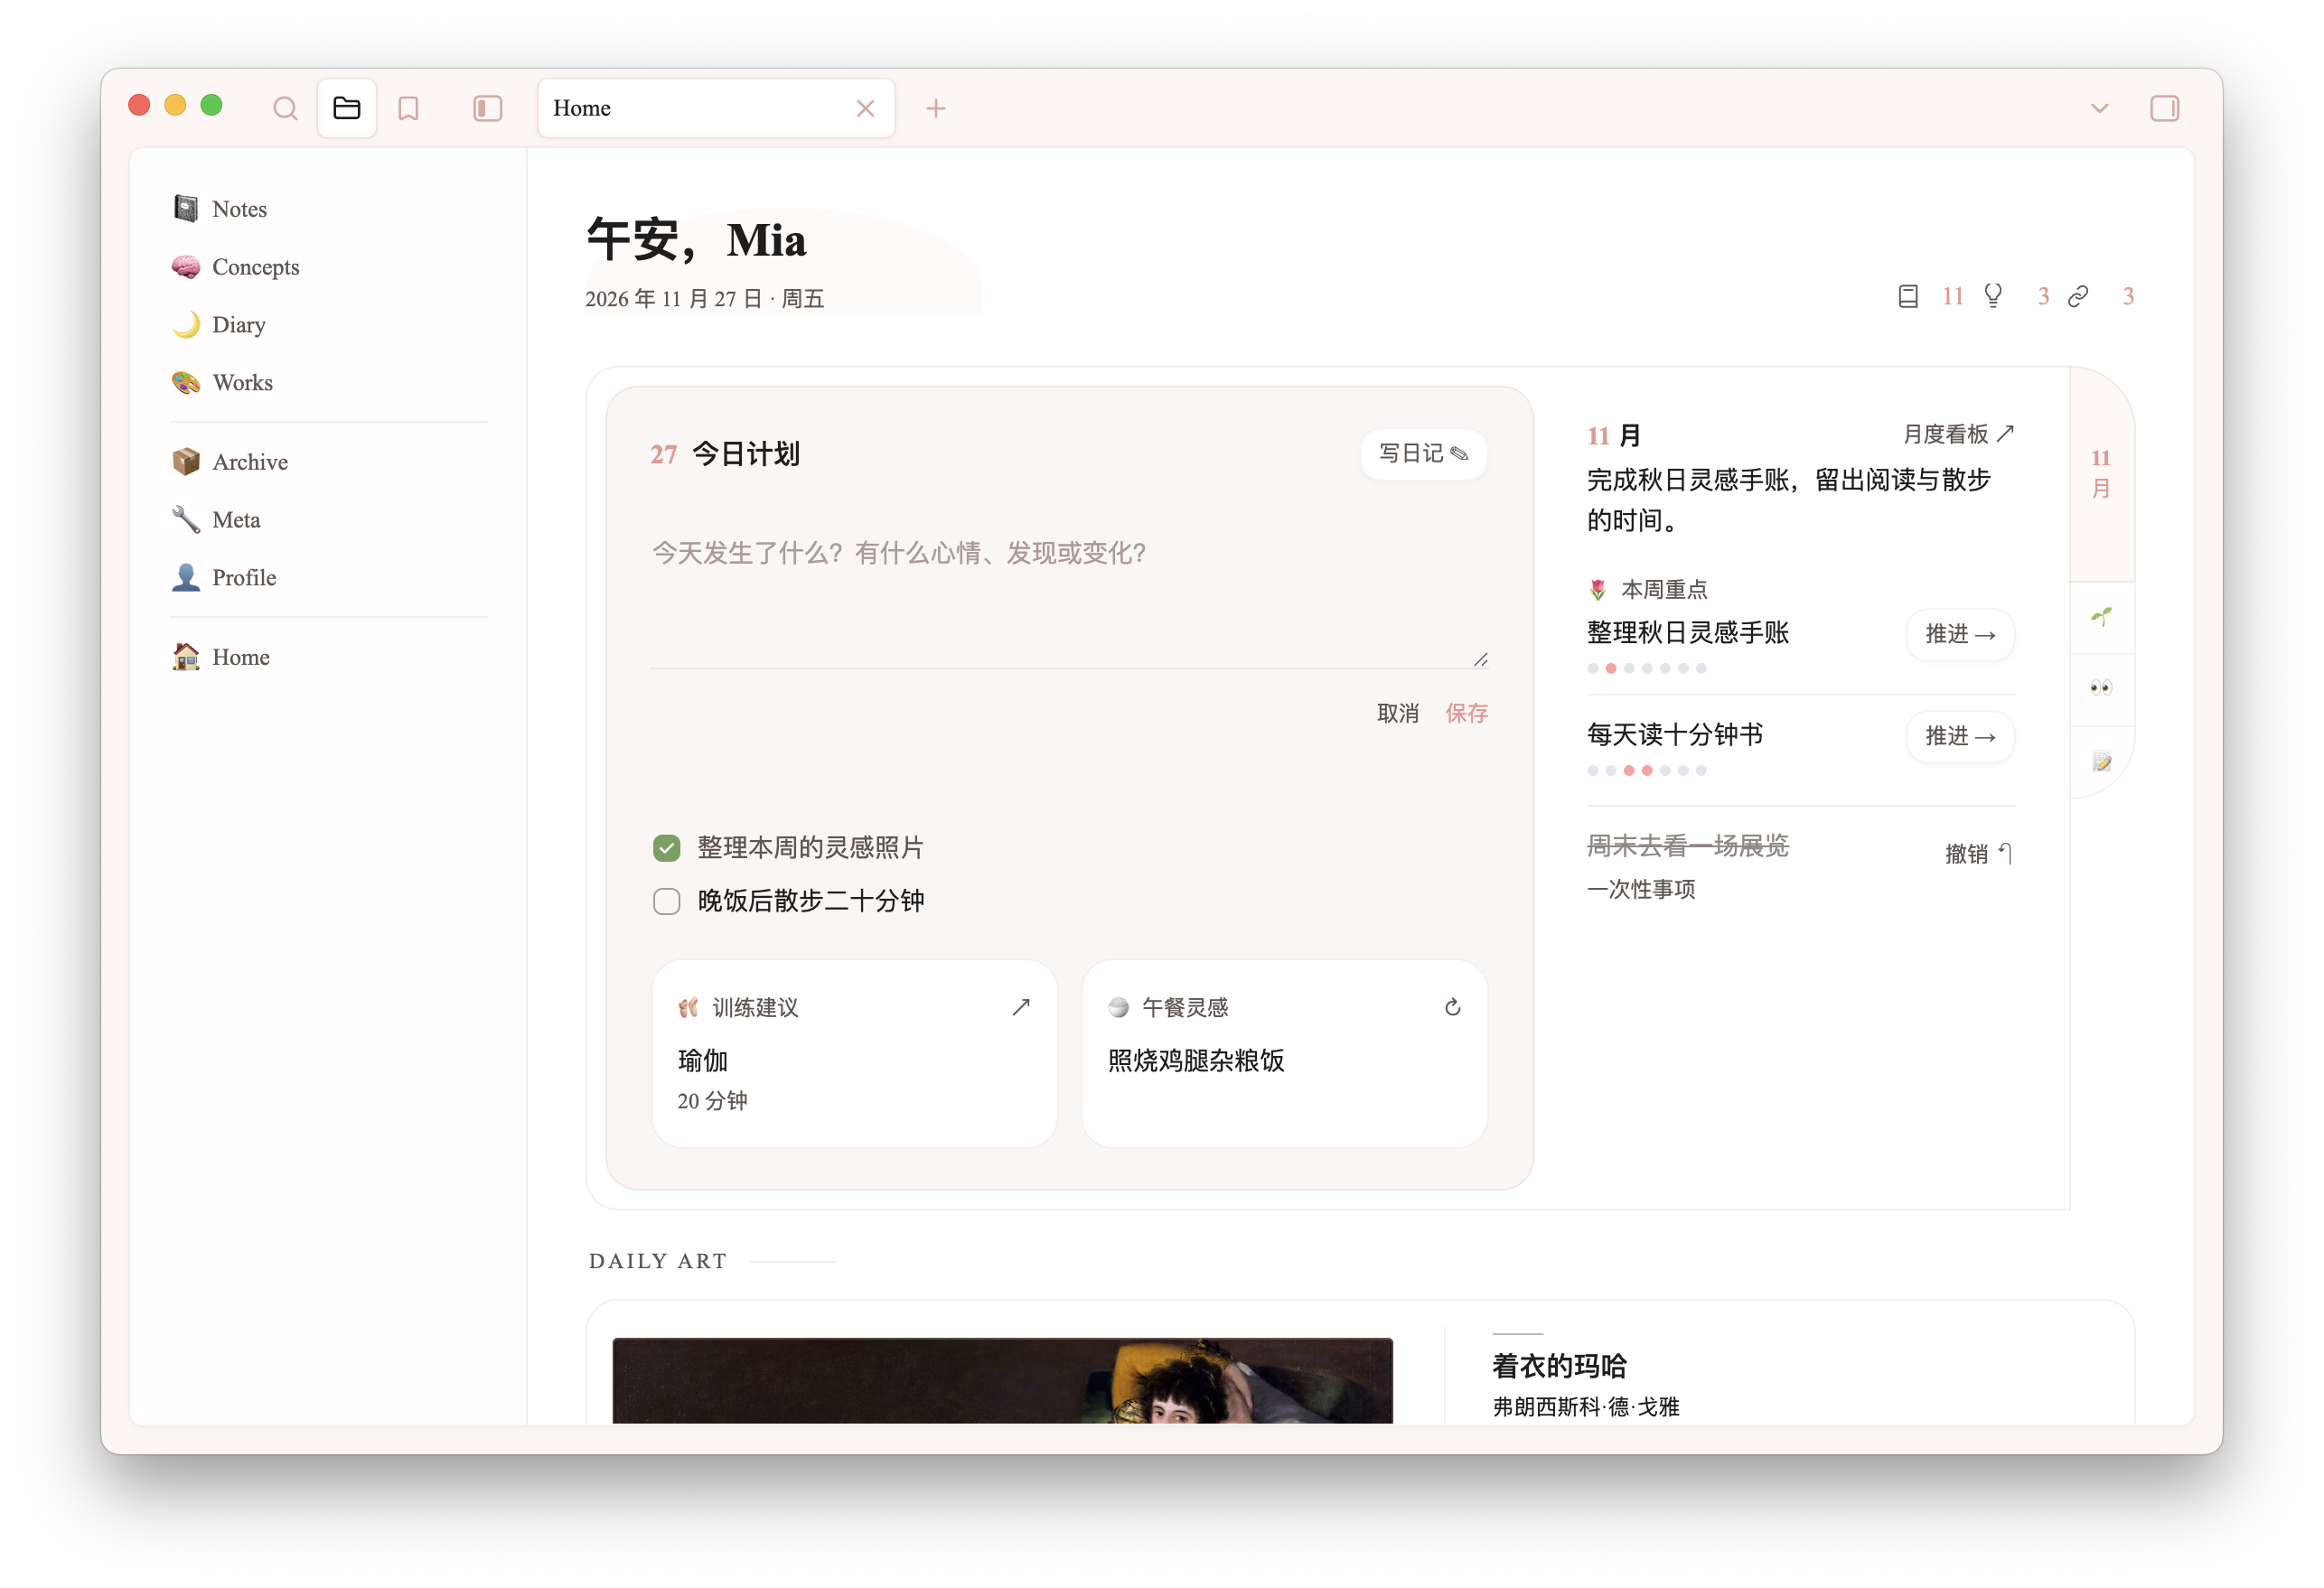 Home
Notes
Concepts
Diary
Works
Archive
Meta
Profile
Home
午安，Mia
2026 年 11 月 27 日 · 周五
11 3 3
27 今日计划
写日记 ✎
今天发生了什么？有什么心情、发现或变化？
取消 保存
整理本周的灵感照片
晚饭后散步二十分钟
训练建议 ↗
瑜伽
20 分钟
午餐灵感 ↻
照烧鸡腿杂粮饭
11 月
月度看板 ↗
完成秋日灵感手账，留出阅读与散步
的时间。
本周重点
整理秋日灵感手账
推进 →
每天读十分钟书
推进 →
周末去看一场展览
撤销
一次性事项
11
月
DAILY ART
着衣的玛哈
弗朗西斯科·德·戈雅